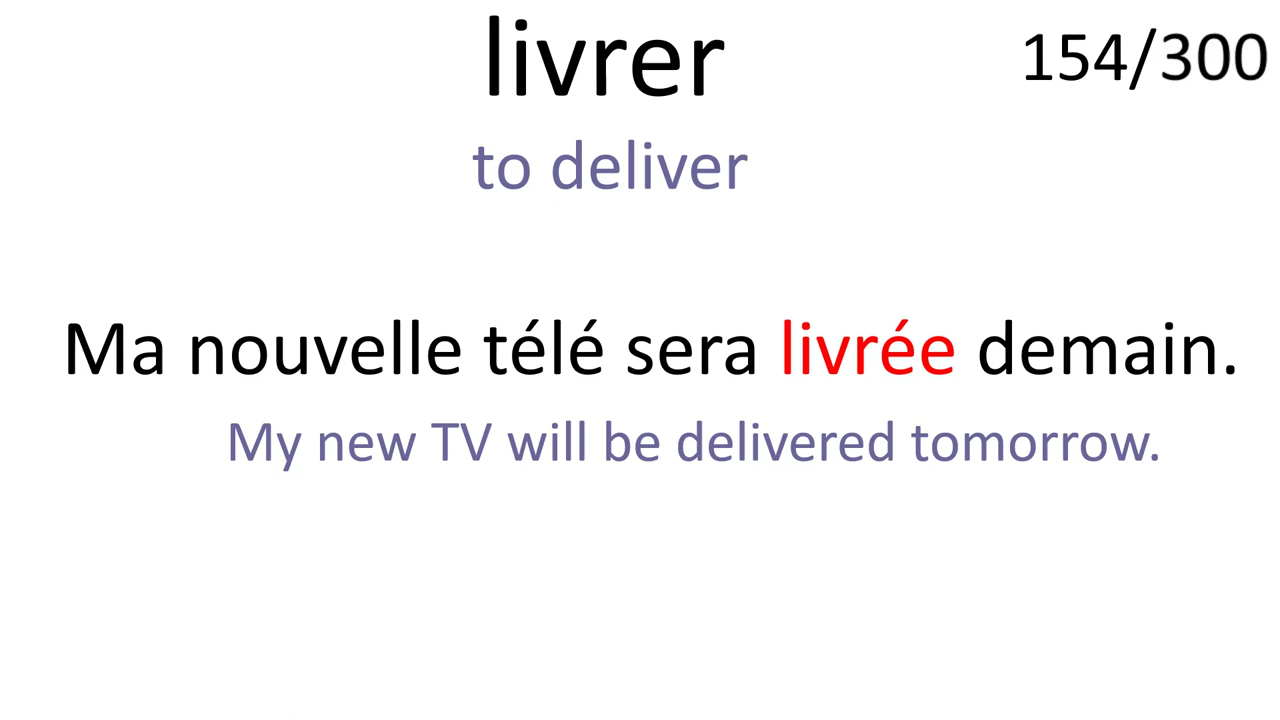 livrer
154/300
to deliver
Ma nouvelle télé sera livrée demain.
My new TV will be delivered tomorrow.